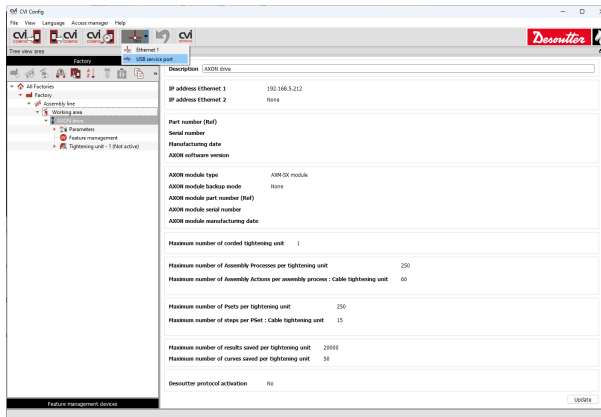 CVI Config
File View Language Access manager Help
CVI CONFIG CVI CONFIG CVI CONFIG CVI MONITOR
Desoutter
Ethernet 1
USB service port
Tree view area
Factory
Description AXON drive
All Factories
Factory
Assembly line
Working area
AXON drive
Parameters
Feature management
Tightening unit - 1 (Not active)
Feature management devices
IP address Ethernet 1 192.168.5.212
IP address Ethernet 2 None
Part number (Ref)
Serial number
Manufacturing date
AXON software version
AXON module type AXM-SX module
AXON module backup mode None
AXON module part number (Ref)
AXON module serial number
AXON module manufacturing date
Maximum number of corded tightening unit 1
Maximum number of Assembly Processes per tightening unit 250
Maximum number of Assembly Actions per assembly process : Cable tightening unit 60
Maximum number of Psets per tightening unit 250
Maximum number of steps per PSet : Cable tightening unit 15
Maximum number of results saved per tightening unit 20000
Maximum number of curves saved per tightening unit 50
Desoutter protocol activation No
Update